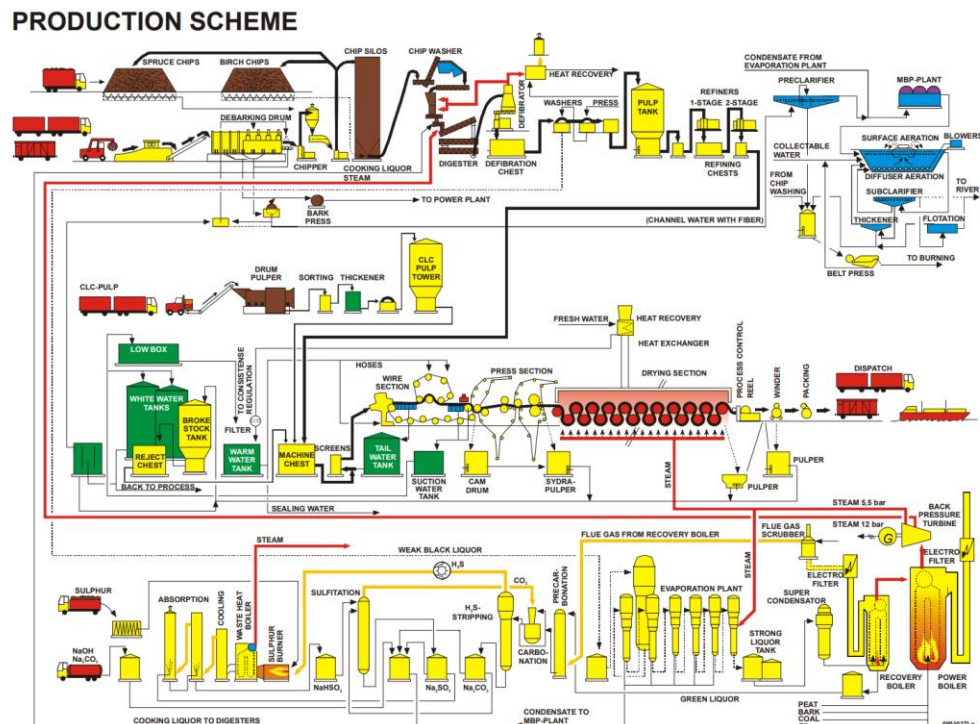 PRODUCTION SCHEME
SPRUCE CHIPS
BIRCH CHIPS
CHIP SILOS
CHIP WASHER
HEAT RECOVERY
DEFIBRATOR
WASHERS
PRESS
PULP
TANK
REFINERS
1-STAGE 2-STAGE
CONDENSATE FROM
EVAPORATION PLANT
PRECLARIFIER
MBP-PLANT
DEBARKING DRUM
CHIPPER
COOKING LIQUOR
STEAM
DIGESTER
DEFIBRATION
CHEST
REFINING
CHESTS
COLLECTABLE
WATER
SURFACE AERATION
BLOWERS
DIFFUSER AERATION
TO
RIVER
FROM
CHIP
WASHING
SUBCLARIFIER
THICKENER
FLOTATION
BARK
PRESS
TO POWER PLANT
(CHANNEL WATER WITH FIBER)
BELT PRESS
TO BURNING
CLC-PULP
DRUM
PULPER
SORTING
THICKENER
CLC
PULP
TOWER
FRESH WATER
HEAT RECOVERY
HEAT EXCHANGER
LOW BOX
TO CONSISTENSE
REGULATION
HOSES
WIRE
SECTION
PRESS SECTION
DRYING SECTION
PROCESS CONTROL
REEL
WINDER
PACKING
DISPATCH
WHITE WATER
TANKS
BROKE
STOCK
TANK
FILTER
REJECT
CHEST
WARM
WATER
TANK
MACHINE
CHEST
SCREENS
TAIL
WATER
TANK
SUCTION
WATER
TANK
CAM
DRUM
SYDRA-
PULPER
PULPER
PULPER
BACK TO PROCESS
SEALING WATER
STEAM
STEAM 5,5 bar
STEAM 12 bar
BACK
PRESSURE
TURBINE
G
STEAM
WEAK BLACK LIQUOR
FLUE GAS FROM RECOVERY BOILER
FLUE GAS
SCRUBBER
ELECTRO
FILTER
ELECTRO
FILTER
SULPHUR
ABSORPTION
COOLING
WASTE HEAT
BOILER
SULPHUR
BURNER
SULFITATION
H₂S
H₂S-
STRIPPING
CO₂
CARBO-
NATION
PRECAR-
BONATION
EVAPORATION PLANT
STEAM
SUPER
CONDENSATOR
STRONG
LIQUOR
TANK
NaOH
Na₂CO₃
NaHSO₃
Na₂SO₃
Na₂CO₃
GREEN LIQUOR
RECOVERY
BOILER
POWER
BOILER
COOKING LIQUOR TO DIGESTERS
CONDENSATE TO
MBP-PLANT
PEAT
BARK
COAL